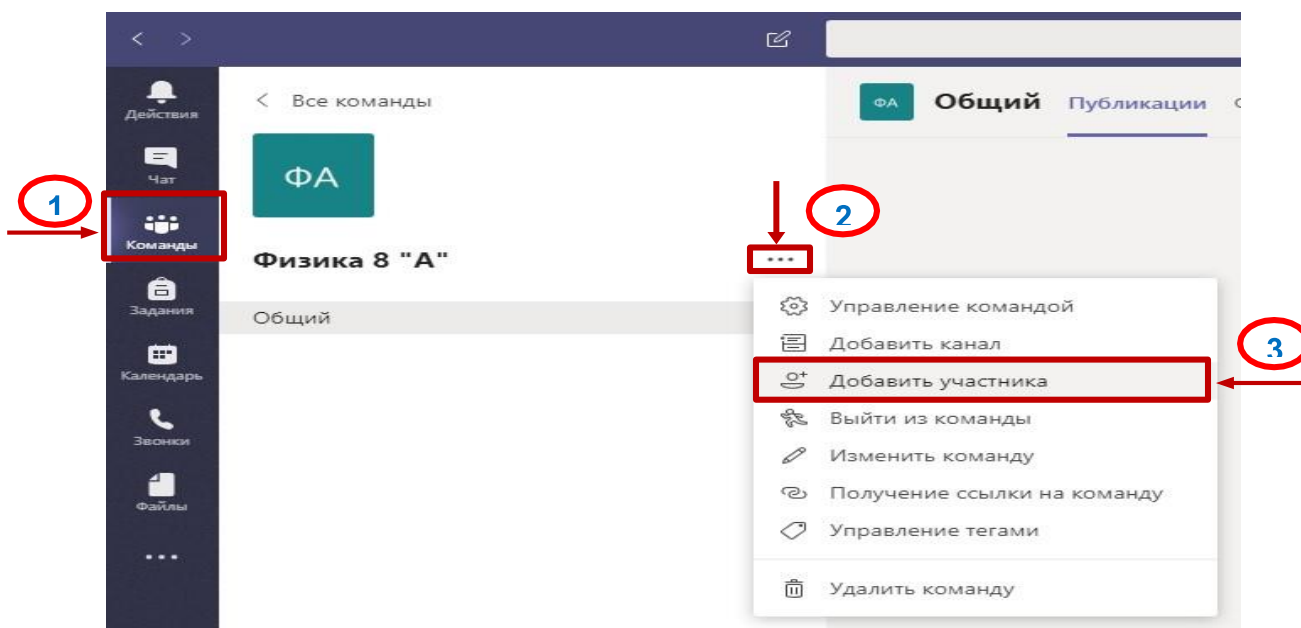 Действия
Чат
Команды
Задания
Календарь
Звонки
Файлы
1
Все команды
ФА
Физика 8 "А"
Общий
ФА
Общий Публикации
2
Управление командой
Добавить канал
Добавить участника
Выйти из команды
Изменить команду
Получение ссылки на команду
Управление тегами
Удалить команду
3